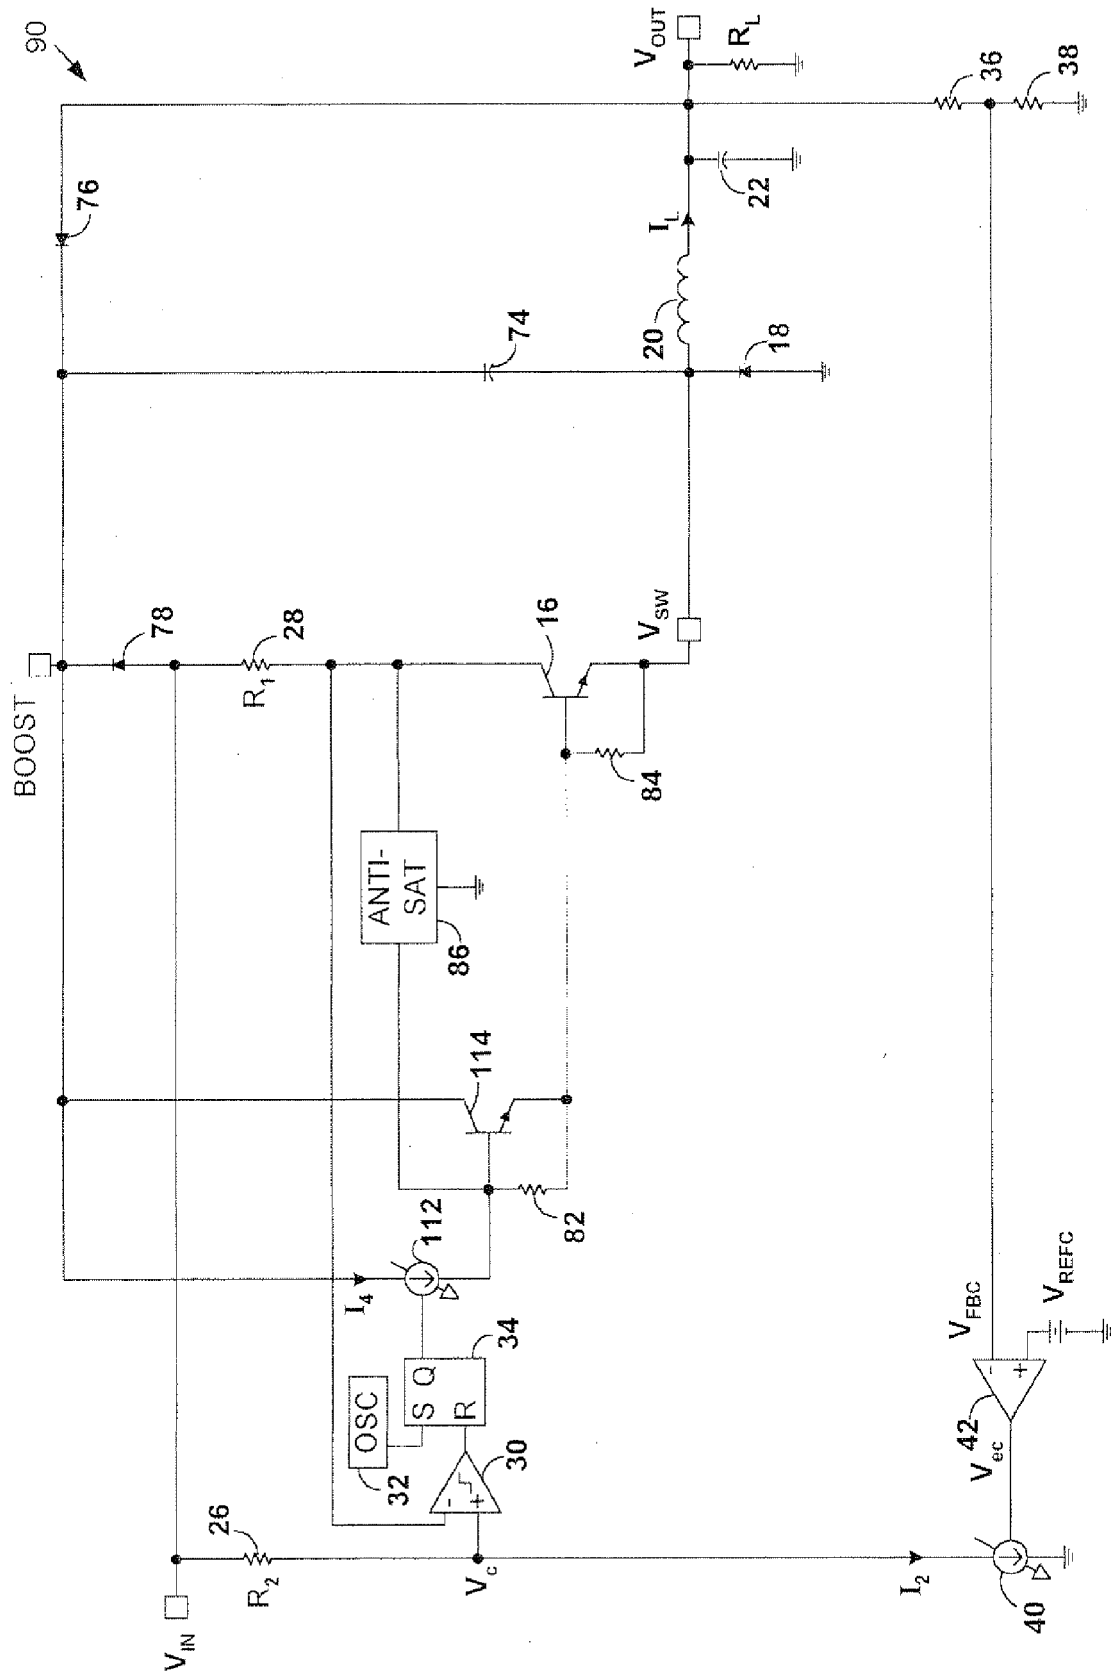 90
BOOST
76
78
R1
28
74
16
VSW
84
20
IL
18
22
VOUT
RL
36
38
ANTI-
SAT
86
114
82
112
I4
OSC
32
S Q
R
34
30
-
+
26
R2
VIN
Vc
I2
40
42
Vec
-
+
VFBC
VREFC